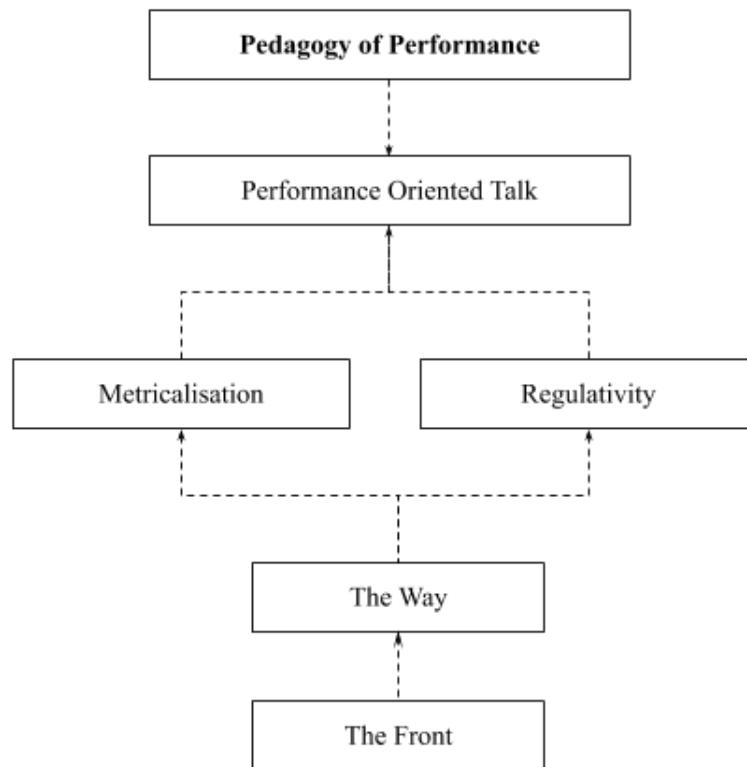 Pedagogy of Performance
Performance Oriented Talk
Metricalisation
Regulativity
The Way
The Front